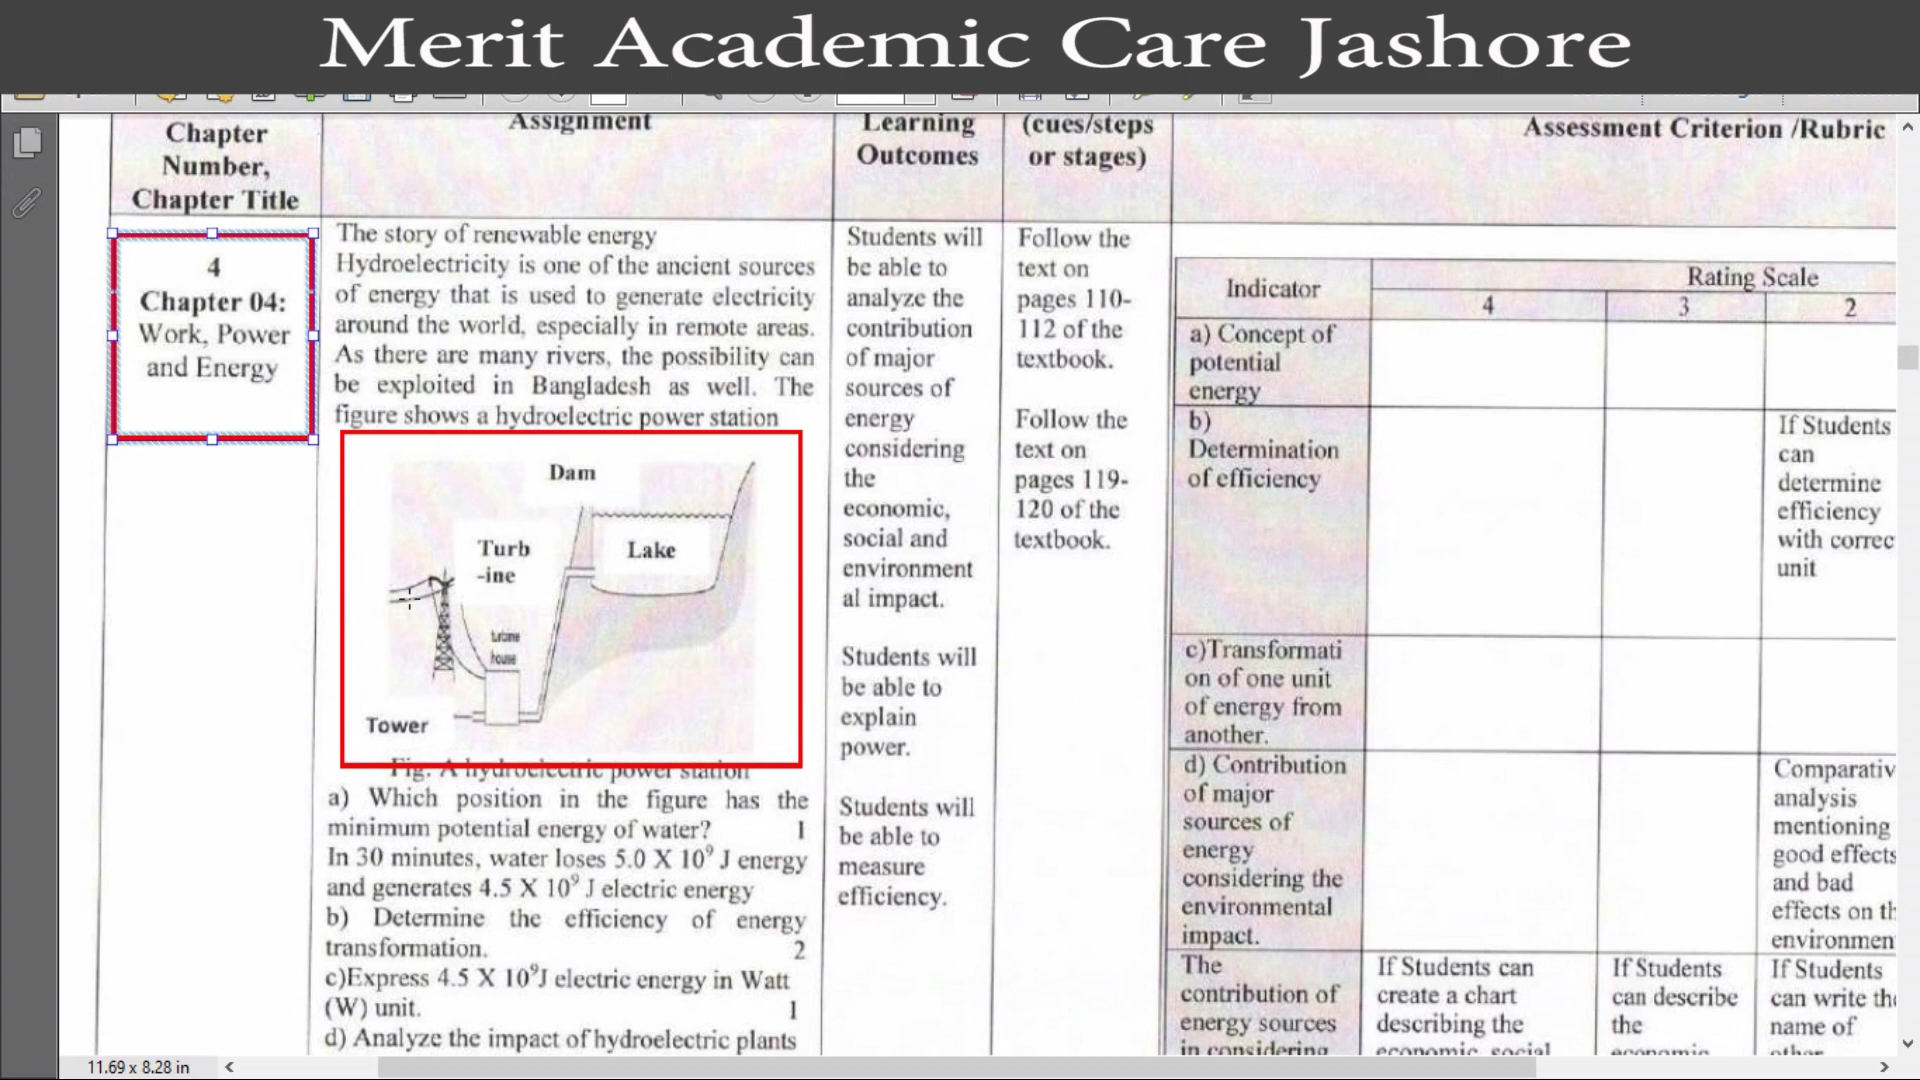 Merit Academic Care Jashore
Chapter
Number,
Chapter Title
Assignment
Learning
Outcomes
(cues/steps
or stages)
Assessment Criterion /Rubric
4
Chapter 04:
Work, Power
and Energy
The story of renewable energy
Hydroelectricity is one of the ancient sources
of energy that is used to generate electricity
around the world, especially in remote areas.
As there are many rivers, the possibility can
be exploited in Bangladesh as well. The
figure shows a hydroelectric power station
Dam
Turb
-ine
Lake
turbine
house
Tower
Fig. A hydroelectric power station
a) Which position in the figure has the
minimum potential energy of water? 1
In 30 minutes, water loses 5.0 X 10⁹ J energy
and generates 4.5 X 10⁹ J electric energy
b) Determine the efficiency of energy
transformation. 2
c)Express 4.5 X 10⁹J electric energy in Watt
(W) unit. 1
d) Analyze the impact of hydroelectric plants
Students will
be able to
analyze the
contribution
of major
sources of
energy
considering
the
economic,
social and
environment
al impact.
Students will
be able to
explain
power.
Students will
be able to
measure
efficiency.
Follow the
text on
pages 110-
112 of the
textbook.
Follow the
text on
pages 119-
120 of the
textbook.
Indicator
Rating Scale
4 3 2
a) Concept of
potential
energy
b)
Determination
of efficiency
If Students
can
determine
efficiency
with correc
unit
c)Transformati
on of one unit
of energy from
another.
d) Contribution
of major
sources of
energy
considering the
environmental
impact.
Comparativ
analysis
mentioning
good effects
and bad
effects on th
environmen
The
contribution of
energy sources
in considering
If Students can
create a chart
describing the
economic, social
If Students
can describe
the
economic
If Students
can write the
name of
other
11.69 x 8.28 in